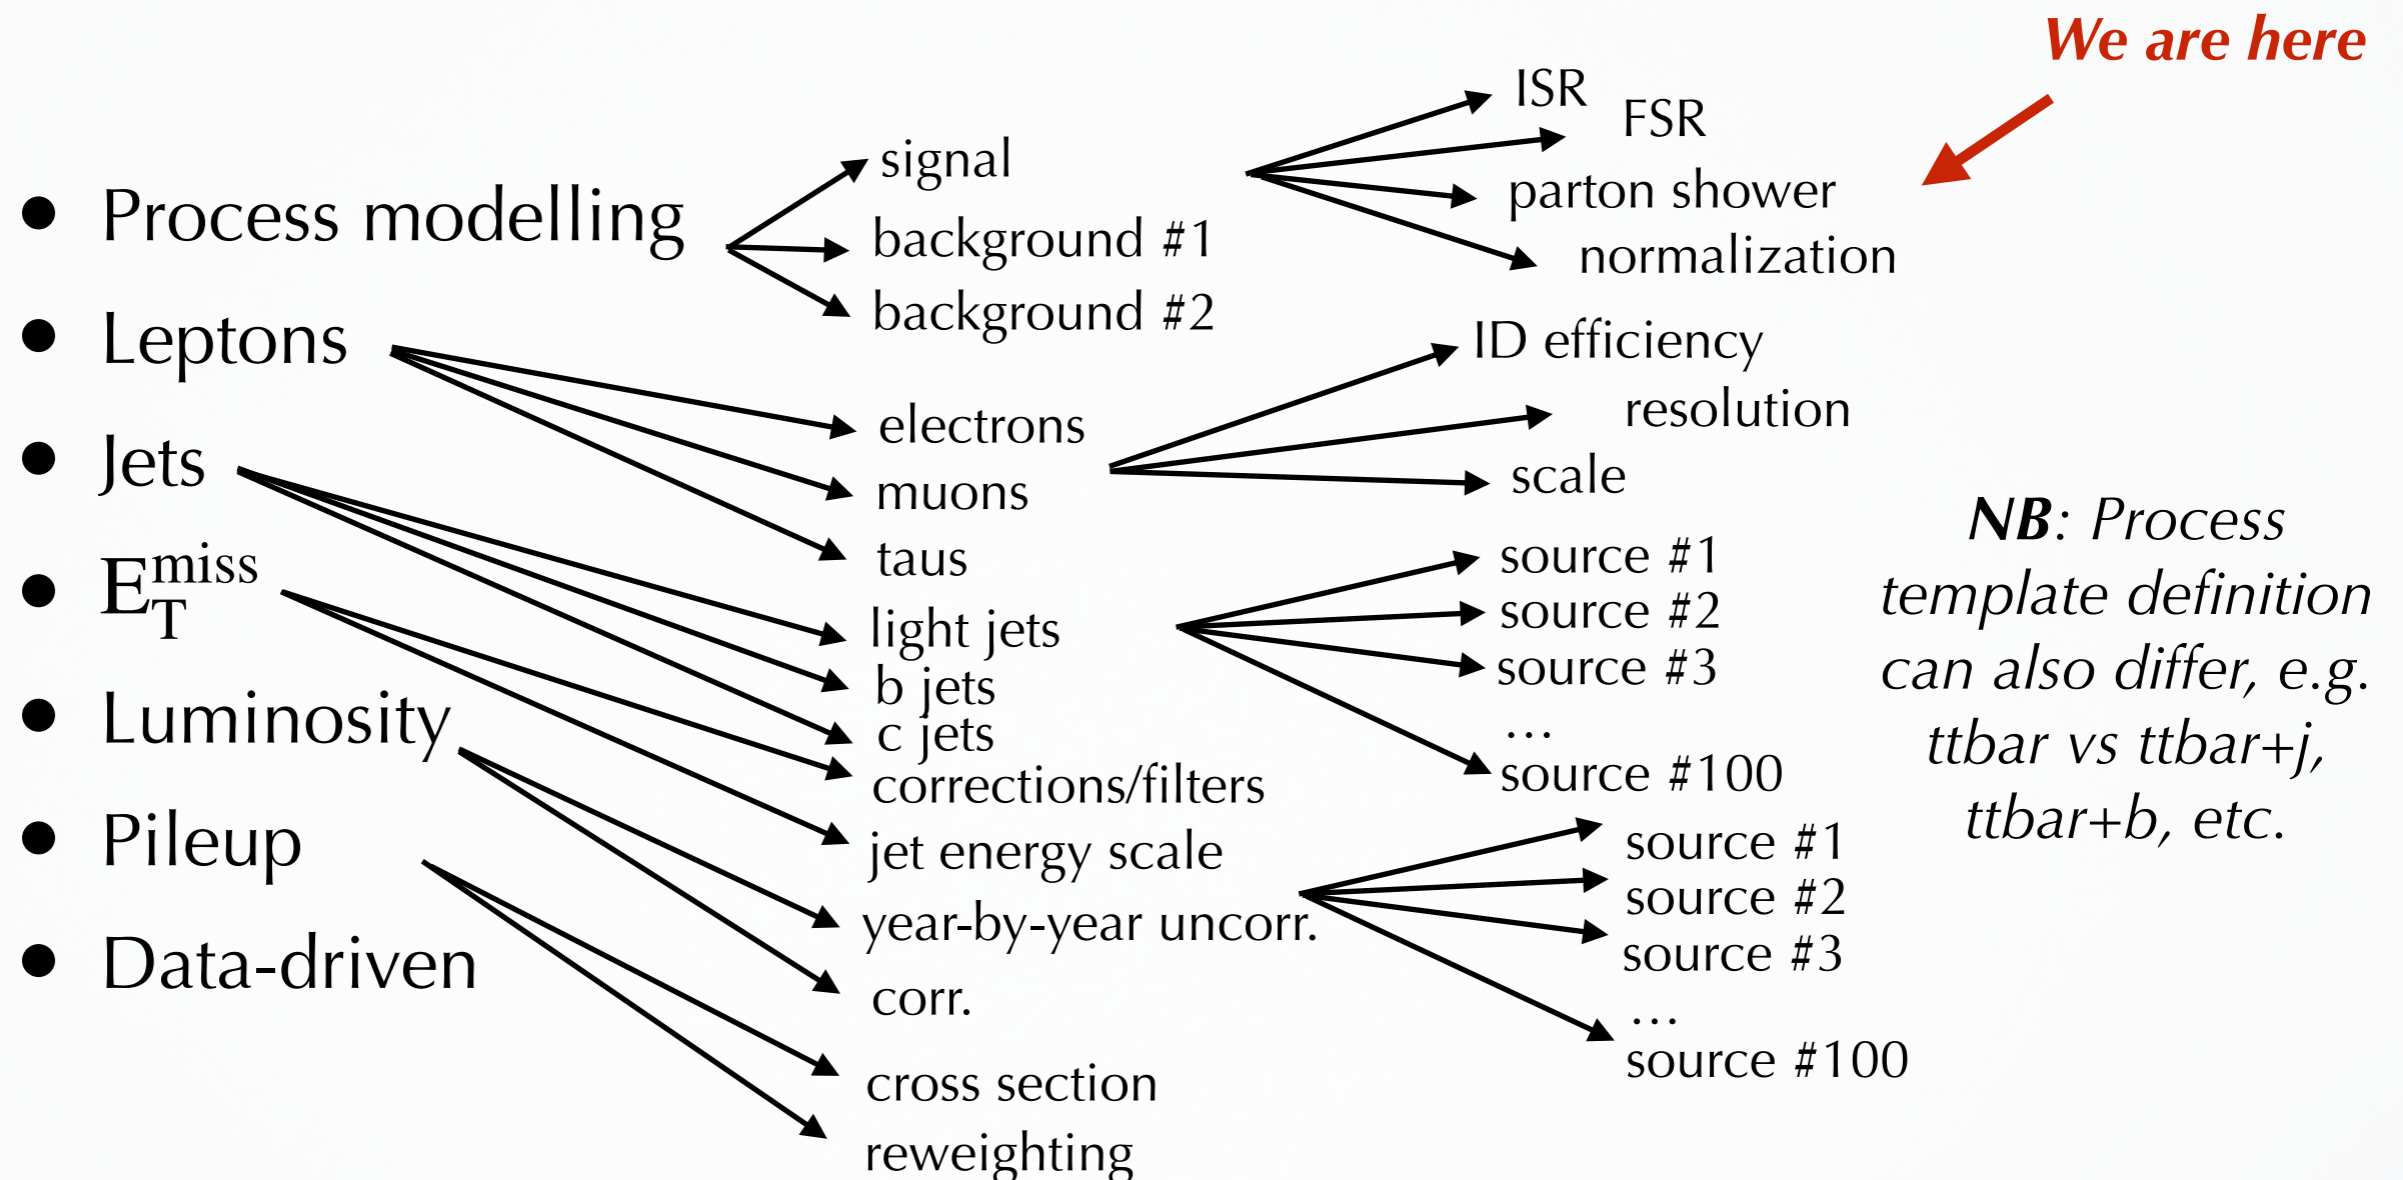 We are here
• Process modelling
• Leptons
• Jets
• E_T^miss
• Luminosity
• Pileup
• Data-driven
signal
background #1
background #2
electrons
muons
taus
light jets
b jets
c jets
corrections/filters
jet energy scale
year-by-year uncorr.
corr.
cross section
reweighting
ISR
FSR
parton shower
normalization
ID efficiency
resolution
scale
source #1
source #2
source #3
...
source #100
source #1
source #2
source #3
...
source #100
NB: Process
template definition
can also differ, e.g.
ttbar vs ttbar+j,
ttbar+b, etc.